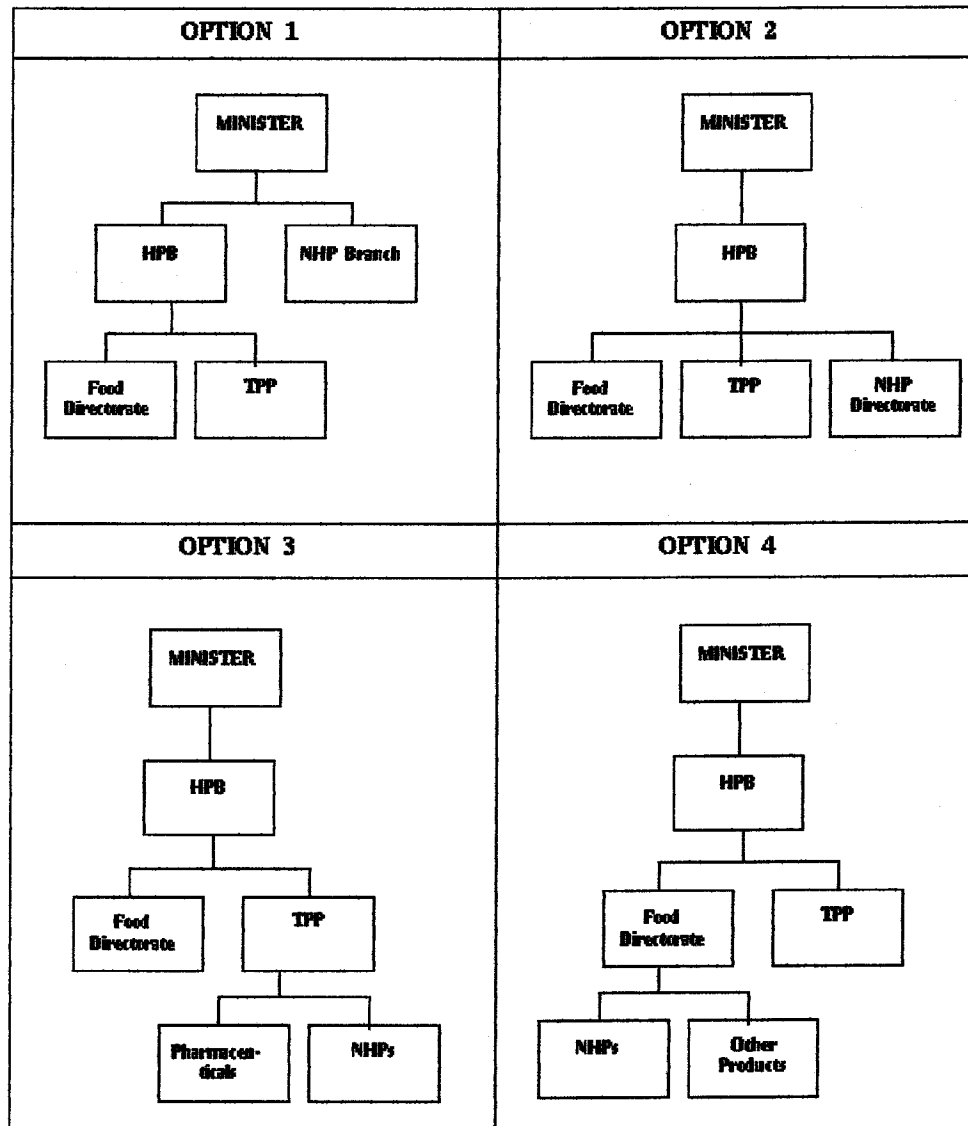 OPTION 1
MINISTER
HPB
NHP Branch
Food
Directorate
TPP
OPTION 2
MINISTER
HPB
Food
Directorate
TPP
NHP
Directorate
OPTION 3
MINISTER
HPB
Food
Directorate
TPP
Pharmaceu-
ticals
NHPs
OPTION 4
MINISTER
HPB
Food
Directorate
TPP
NHPs
Other
Products